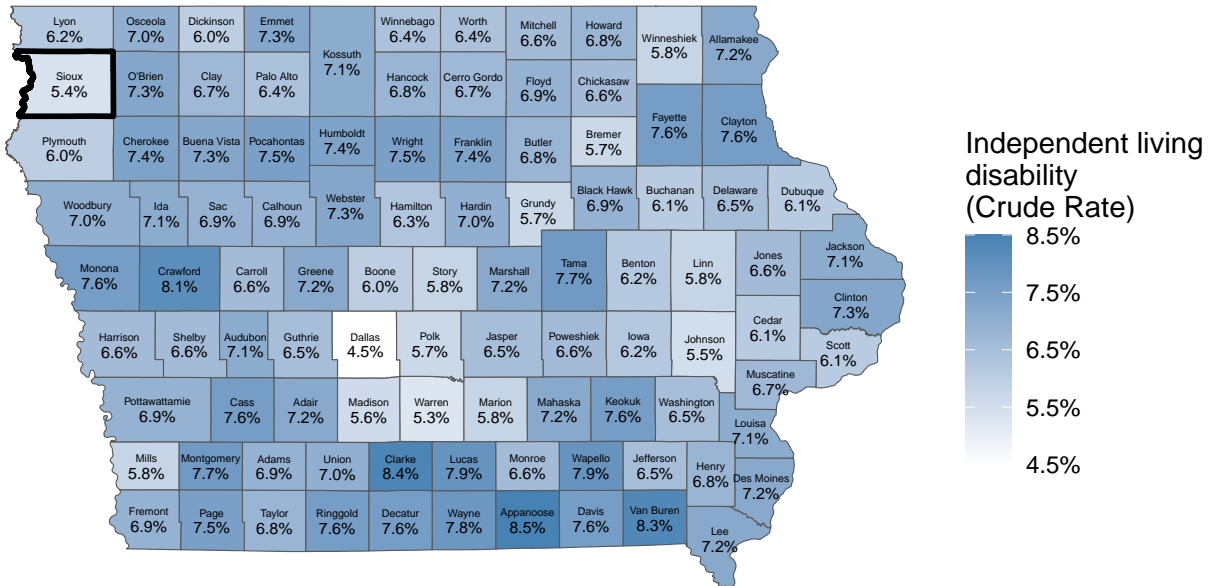 Lyon
6.2%
Osceola
7.0%
Dickinson
6.0%
Emmet
7.3%
Kossuth
7.1%
Winnebago
6.4%
Worth
6.4%
Mitchell
6.6%
Howard
6.8%
Winneshiek
5.8%
Allamakee
7.2%
Sioux
5.4%
O'Brien
7.3%
Clay
6.7%
Palo Alto
6.4%
Hancock
6.8%
Cerro Gordo
6.7%
Floyd
6.9%
Chickasaw
6.6%
Fayette
7.6%
Clayton
7.6%
Plymouth
6.0%
Cherokee
7.4%
Buena Vista
7.3%
Pocahontas
7.5%
Humboldt
7.4%
Wright
7.5%
Franklin
7.4%
Butler
6.8%
Bremer
5.7%
Woodbury
7.0%
Ida
7.1%
Sac
6.9%
Calhoun
6.9%
Webster
7.3%
Hamilton
6.3%
Hardin
7.0%
Grundy
5.7%
Black Hawk
6.9%
Buchanan
6.1%
Delaware
6.5%
Dubuque
6.1%
Monona
7.6%
Crawford
8.1%
Carroll
6.6%
Greene
7.2%
Boone
6.0%
Story
5.8%
Marshall
7.2%
Tama
7.7%
Benton
6.2%
Linn
5.8%
Jones
6.6%
Jackson
7.1%
Clinton
7.3%
Harrison
6.6%
Shelby
6.6%
Audubon
7.1%
Guthrie
6.5%
Dallas
4.5%
Polk
5.7%
Jasper
6.5%
Poweshiek
6.6%
Iowa
6.2%
Johnson
5.5%
Cedar
6.1%
Scott
6.1%
Muscatine
6.7%
Pottawattamie
6.9%
Cass
7.6%
Adair
7.2%
Madison
5.6%
Warren
5.3%
Marion
5.8%
Mahaska
7.2%
Keokuk
7.6%
Washington
6.5%
Louisa
7.1%
Mills
5.8%
Montgomery
7.7%
Adams
6.9%
Union
7.0%
Clarke
8.4%
Lucas
7.9%
Monroe
6.6%
Wapello
7.9%
Jefferson
6.5%
Henry
6.8%
Des Moines
7.2%
Fremont
6.9%
Page
7.5%
Taylor
6.8%
Ringgold
7.6%
Decatur
7.6%
Wayne
7.8%
Appanoose
8.5%
Davis
7.6%
Van Buren
8.3%
Lee
7.2%
Independent living
disability
(Crude Rate)
8.5%
7.5%
6.5%
5.5%
4.5%